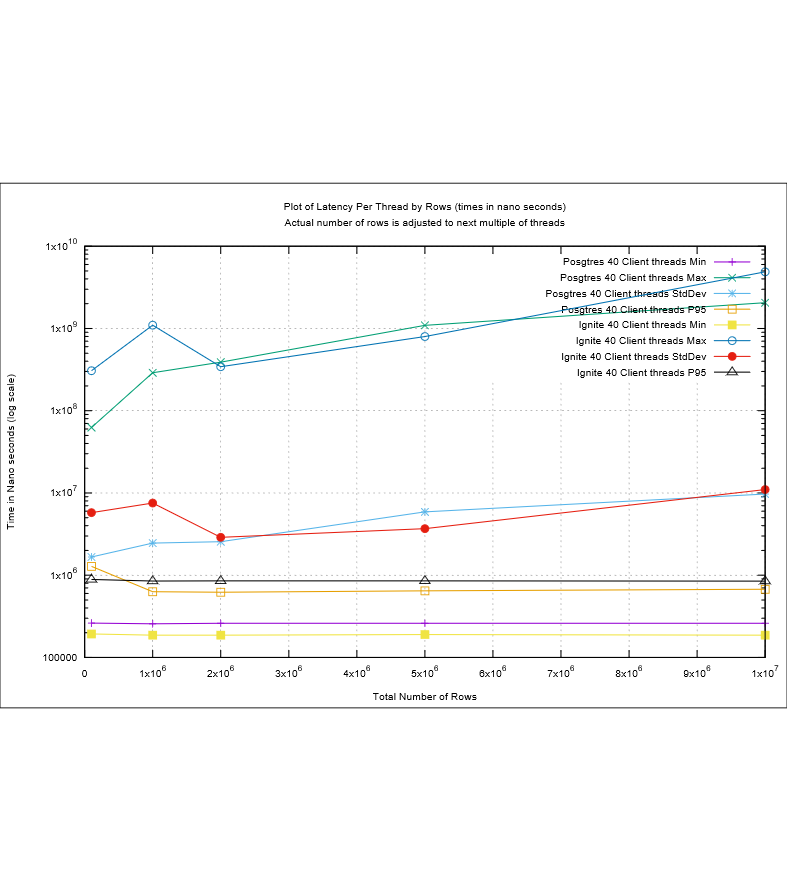 Plot of Latency Per Thread by Rows (times in nano seconds)
Actual number of rows is adjusted to next multiple of threads
1x10^10
1x10^9
1x10^8
1x10^7
1x10^6
100000
Time in Nano seconds (log scale)
Posgtres 40 Client threads Min
Posgtres 40 Client threads Max
Posgtres 40 Client threads StdDev
Posgtres 40 Client threads P95
Ignite 40 Client threads Min
Ignite 40 Client threads Max
Ignite 40 Client threads StdDev
Ignite 40 Client threads P95
0 1x10^6 2x10^6 3x10^6 4x10^6 5x10^6 6x10^6 7x10^6 8x10^6 9x10^6 1x10^7
Total Number of Rows